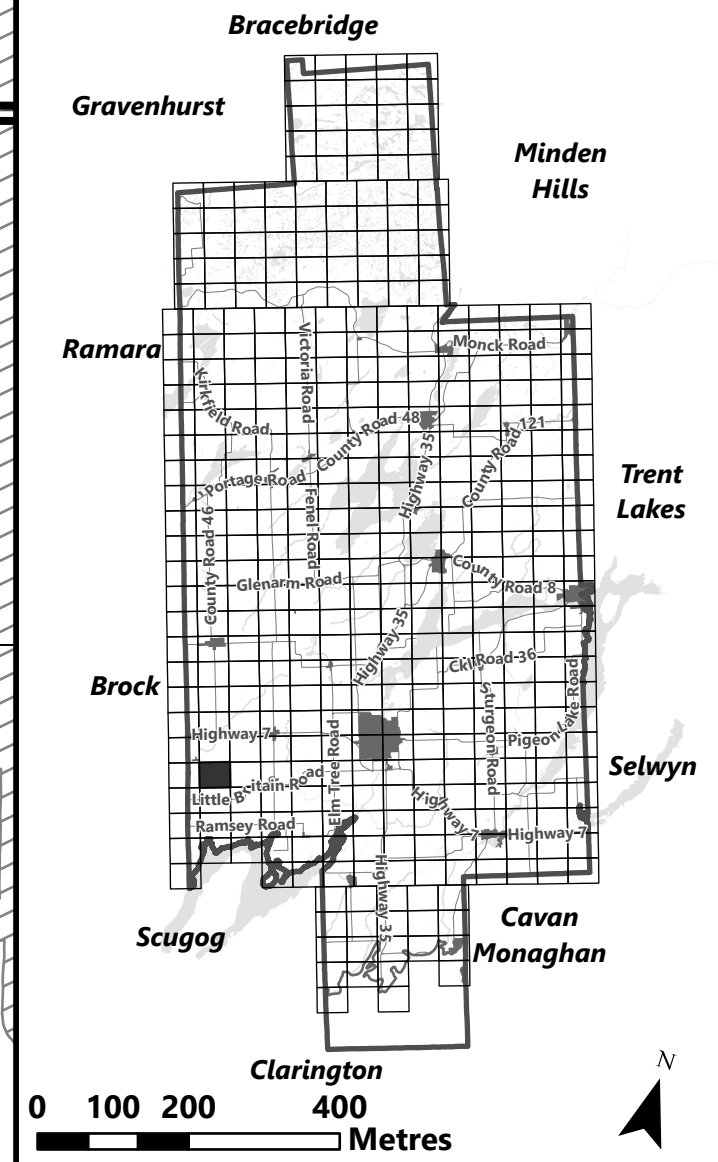 Bracebridge
Gravenhurst
Minden
Hills
Ramara
Monck Road
Victoria Road
Kirkfield Road
County Road 48
County Road 121
Highway 35
Trent
Lakes
Portage Road
Fenel Road
County Road 46
Glenarm Road
County Road 8
Highway 35
Ckl Road 36
Brock
Sturgeon Road
Pigeon Lake Road
Highway 7
Elm Tree Road
Selwyn
Little Britain Road
Highway 7
Ramsey Road
Highway 7
Highway 35
Scugog
Cavan
Monaghan
Clarington
N
0 100 200 400
Metres